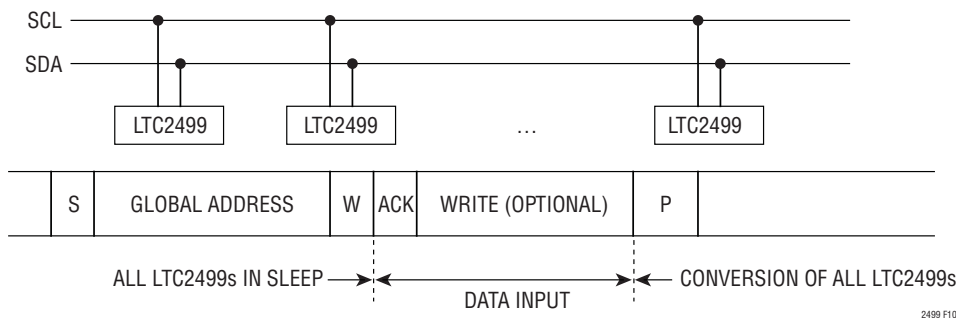 SCL
SDA
LTC2499 LTC2499 … LTC2499
S GLOBAL ADDRESS W ACK WRITE (OPTIONAL) P
ALL LTC2499s IN SLEEP CONVERSION OF ALL LTC2499s
DATA INPUT
2499 F10